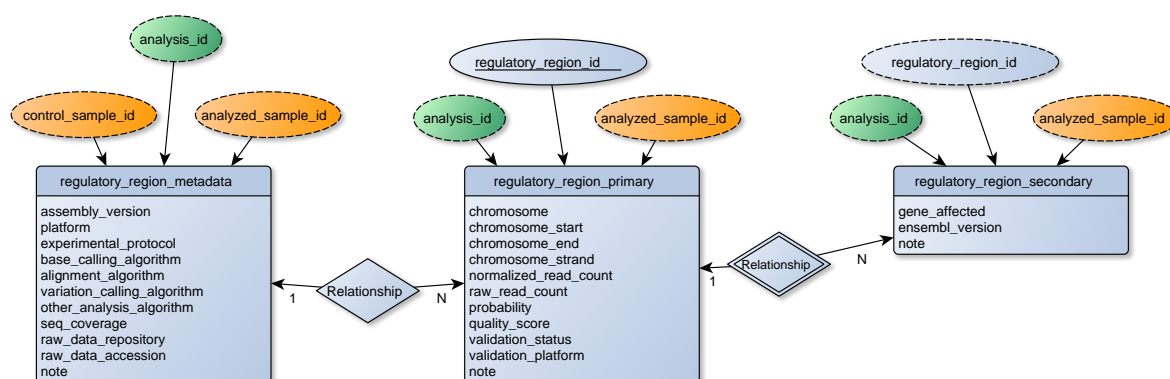 analysis_id
control_sample_id
analyzed_sample_id
regulatory_region_metadata
assembly_version
platform
experimental_protocol
base_calling_algorithm
alignment_algorithm
variation_calling_algorithm
other_analysis_algorithm
seq_coverage
raw_data_repository
raw_data_accession
note
1
Relationship
N
regulatory_region_id
analysis_id
analyzed_sample_id
regulatory_region_primary
chromosome
chromosome_start
chromosome_end
chromosome_strand
normalized_read_count
raw_read_count
probability
quality_score
validation_status
validation_platform
note
1
Relationship
N
regulatory_region_id
analysis_id
analyzed_sample_id
regulatory_region_secondary
gene_affected
ensembl_version
note